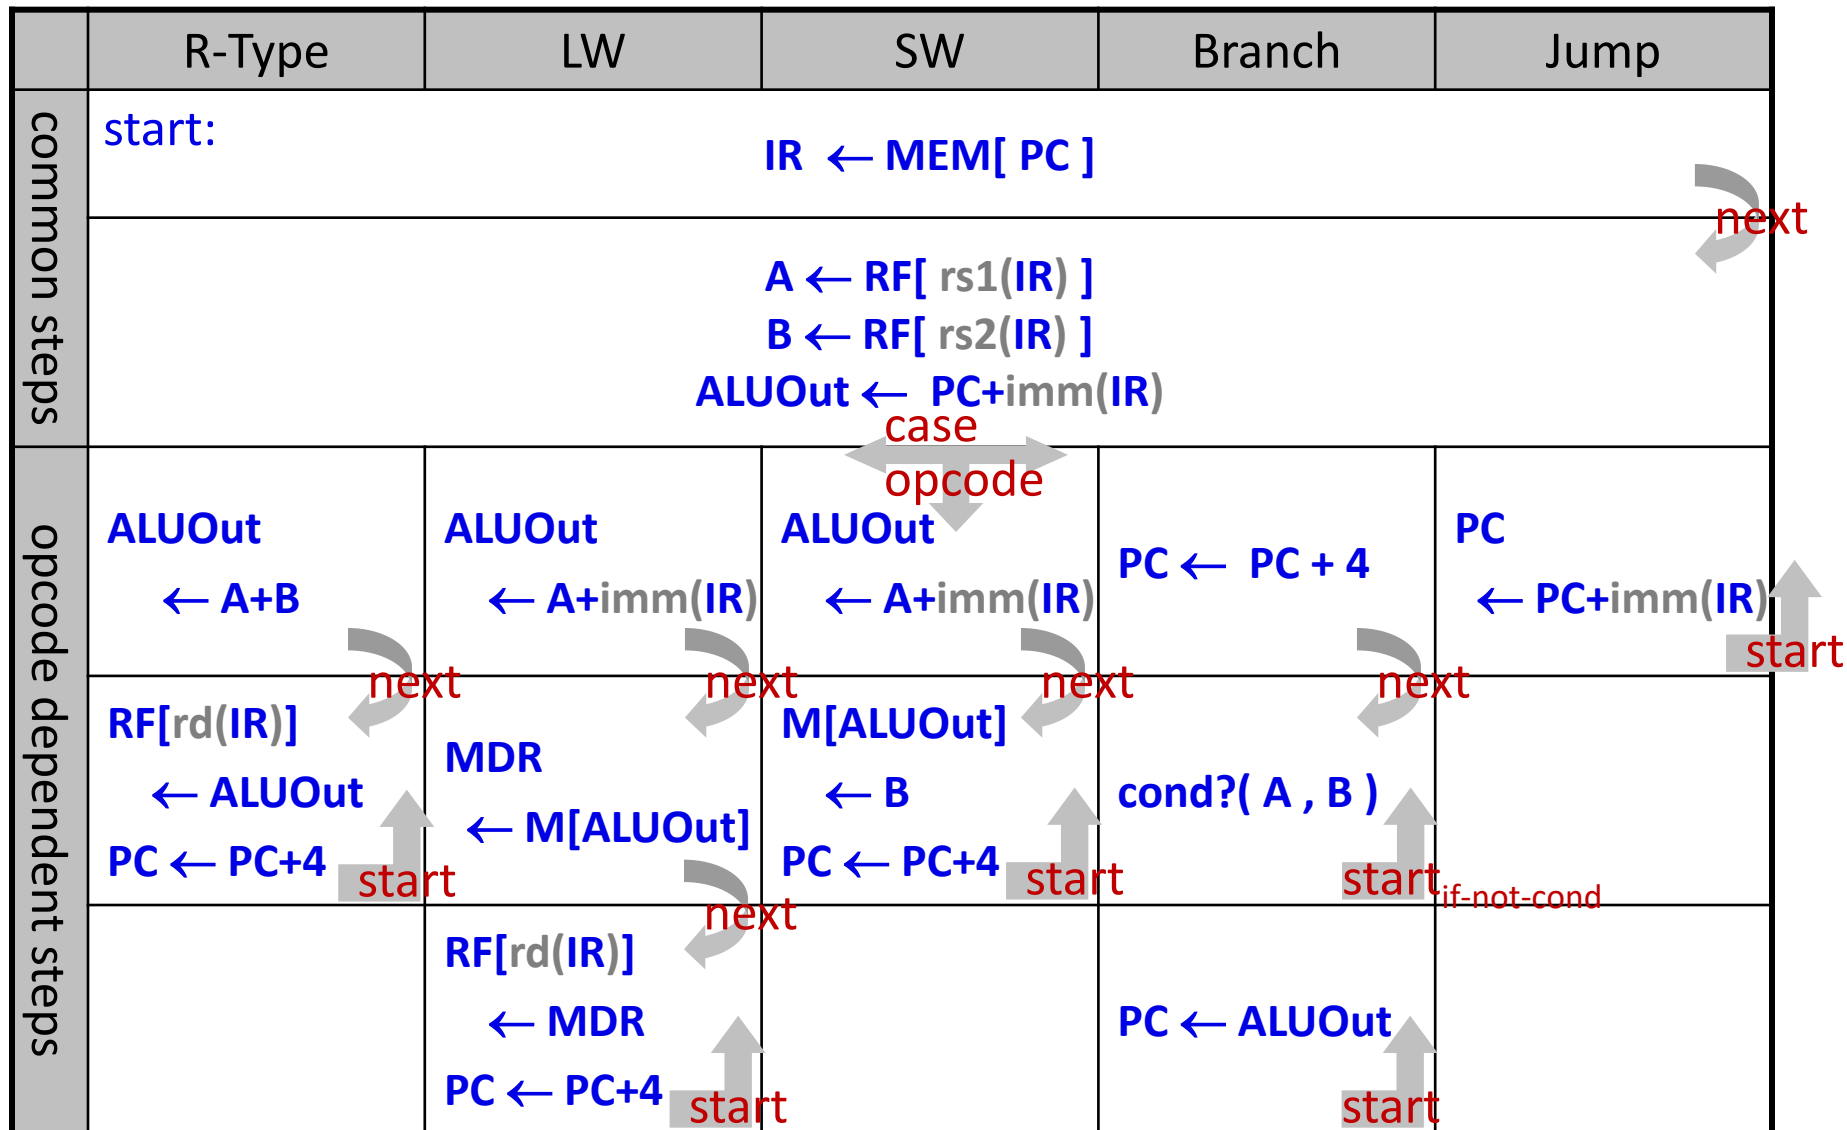 R-Type
LW
SW
Branch
Jump
common steps
start:
IR ← MEM[ PC ]
next
A ← RF[ rs1(IR) ]
B ← RF[ rs2(IR) ]
ALUOut ← PC+imm(IR)
case
opcode
opcode dependent steps
ALUOut
← A+B
next
ALUOut
← A+imm(IR)
next
ALUOut
← A+imm(IR)
next
PC ← PC + 4
next
PC
← PC+imm(IR)
start
RF[rd(IR)]
← ALUOut
PC ← PC+4
start
MDR
← M[ALUOut]
next
M[ALUOut]
← B
PC ← PC+4
start
cond?( A , B )
start if-not-cond
RF[rd(IR)]
← MDR
PC ← PC+4
start
PC ← ALUOut
start